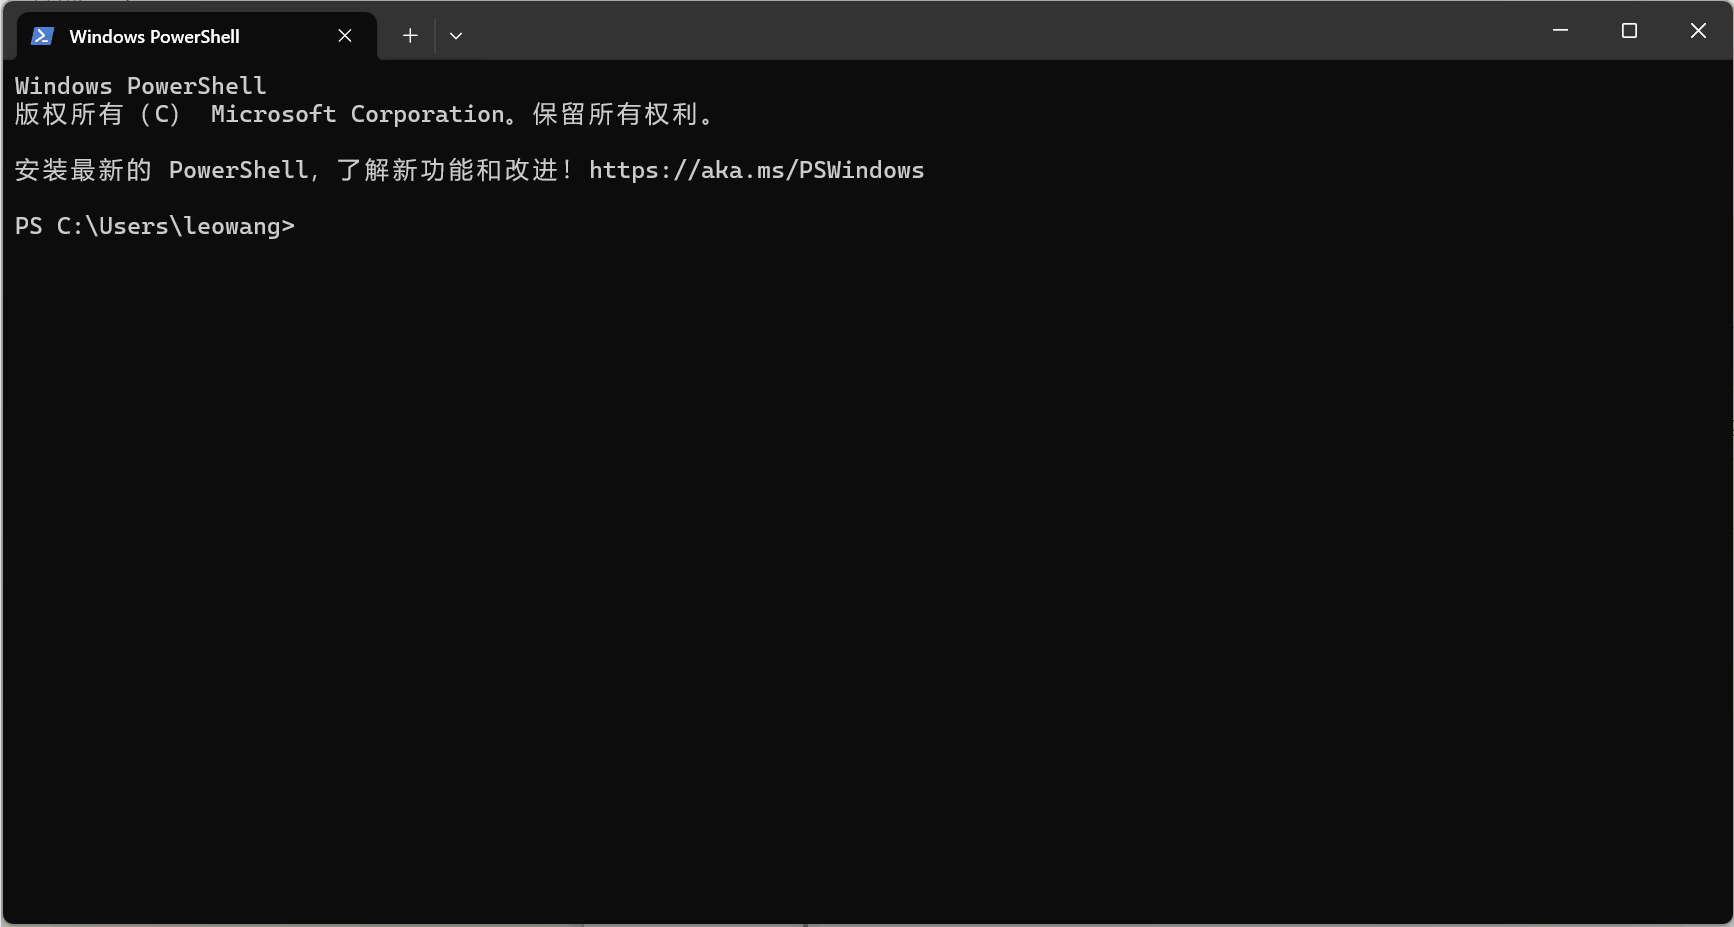 Windows PowerShell
Windows PowerShell
版权所有（C） Microsoft Corporation。保留所有权利。
安装最新的 PowerShell，了解新功能和改进！https://aka.ms/PSWindows
PS C:\Users\leowang>